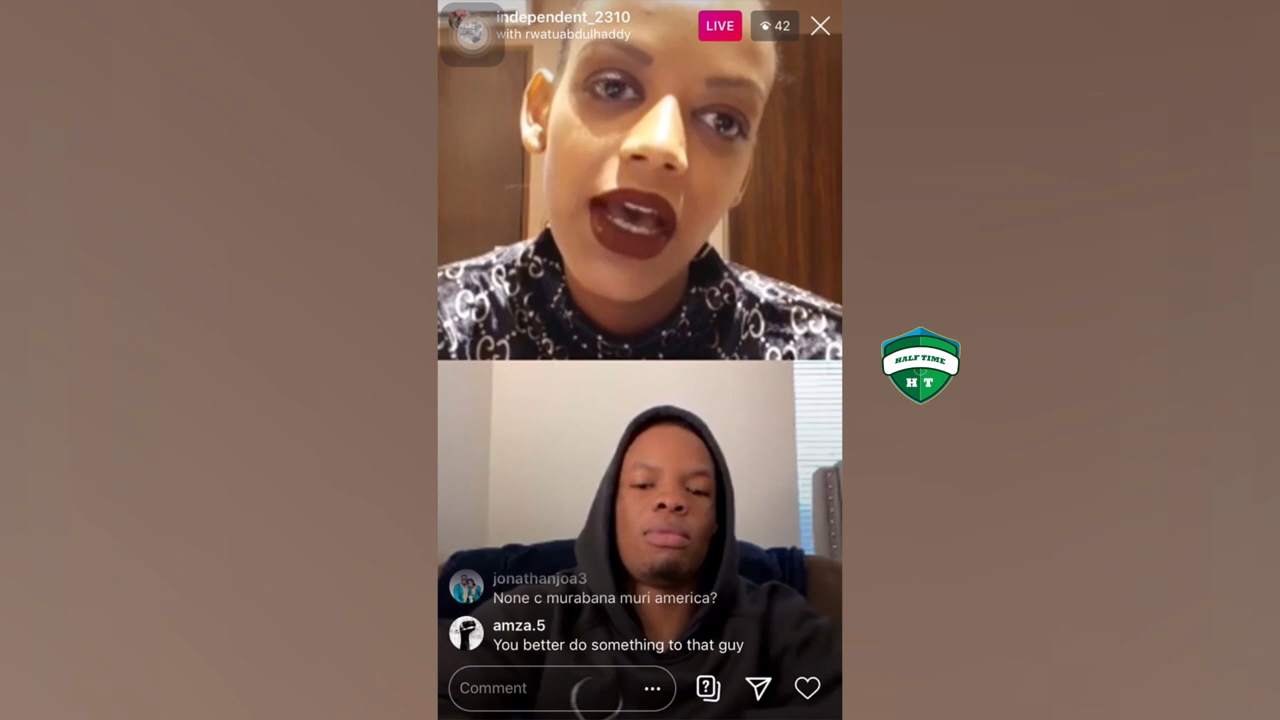 independent_2310
with rwatuabdulhaddy
LIVE
42
HALF TIME
H T
jonathanjoa3
None c murabana muri america?
amza.5
You better do something to that guy
Comment